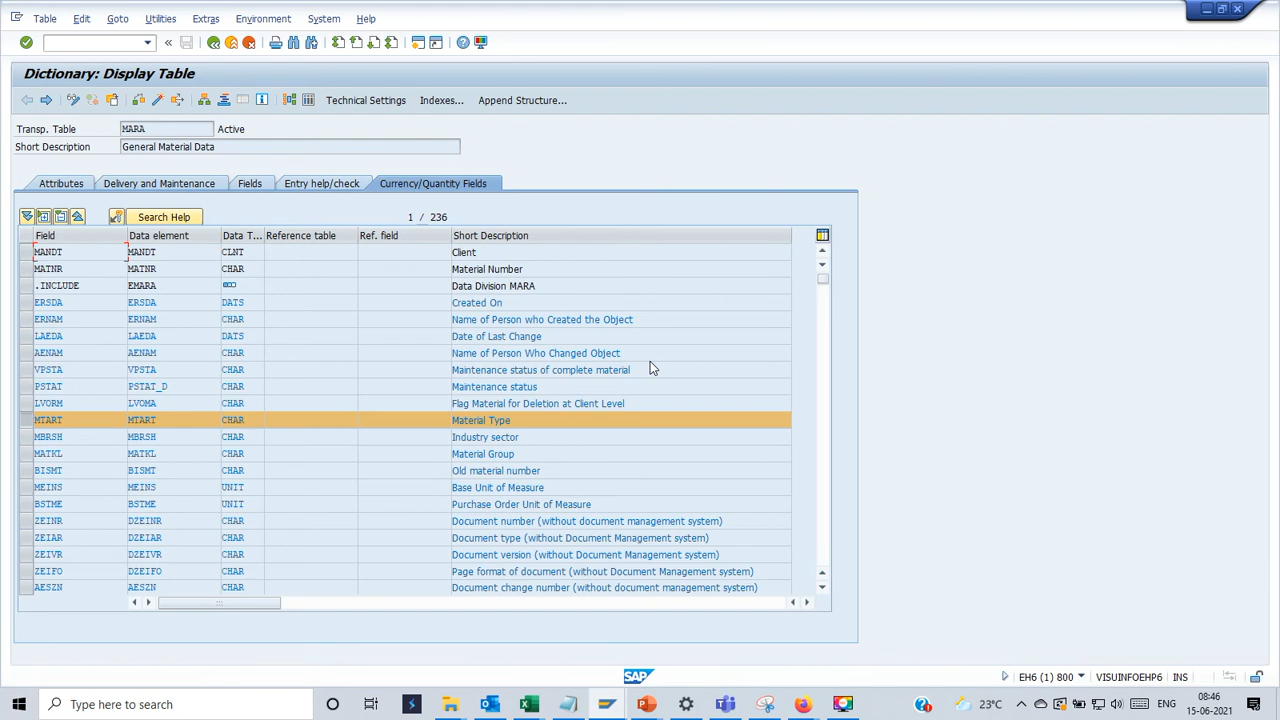 Table Edit Goto Utilities Extras Environment System Help
Dictionary: Display Table
Technical Settings Indexes... Append Structure...
Transp. Table MARA Active
Short Description General Material Data
Attributes Delivery and Maintenance Fields Entry help/check Currency/Quantity Fields
Search Help 1 / 236
Field Data element Data T... Reference table Ref. field Short Description
MANDT MANDT CLNT Client
MATNR MATNR CHAR Material Number
.INCLUDE EMARA Data Division MARA
ERSDA ERSDA DATS Created On
ERNAM ERNAM CHAR Name of Person who Created the Object
LAEDA LAEDA DATS Date of Last Change
AENAM AENAM CHAR Name of Person Who Changed Object
VPSTA VPSTA CHAR Maintenance status of complete material
PSTAT PSTAT_D CHAR Maintenance status
LVORM LVOMA CHAR Flag Material for Deletion at Client Level
MTART MTART CHAR Material Type
MBRSH MBRSH CHAR Industry sector
MATKL MATKL CHAR Material Group
BISMT BISMT CHAR Old material number
MEINS MEINS UNIT Base Unit of Measure
BSTME BSTME UNIT Purchase Order Unit of Measure
ZEINR DZEINR CHAR Document number (without document management system)
ZEIAR DZEIAR CHAR Document type (without Document Management system)
ZEIVR DZEIVR CHAR Document version (without Document Management system)
ZEIFO DZEIFO CHAR Page format of document (without Document Management system)
AESZN AESZN CHAR Document change number (without document management system)
SAP EH6 (1) 800 VISUINFOEHP6 INS
Type here to search 23°C 08:46
15-06-2021